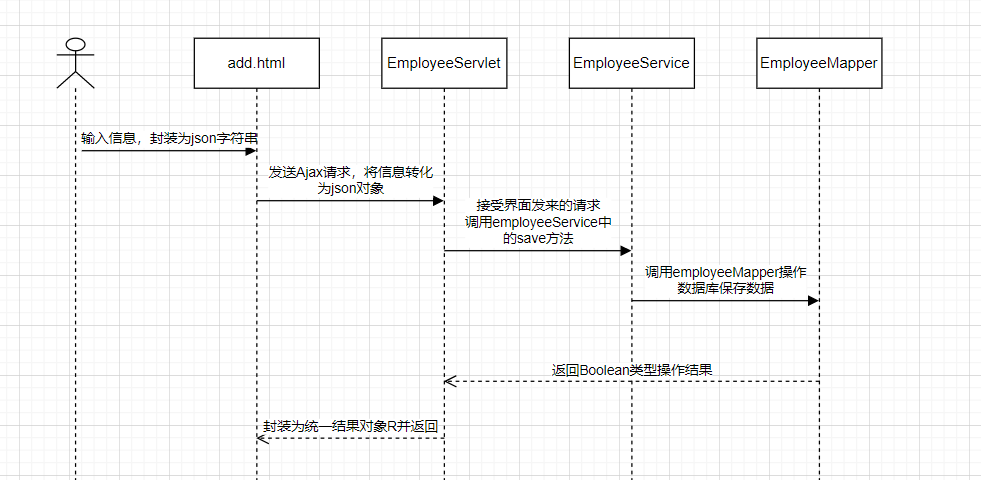 add.html
EmployeeServlet
EmployeeService
EmployeeMapper
输入信息，封装为json字符串
发送Ajax请求，将信息转化
为json对象
接受界面发来的请求
调用employeeService中
的save方法
调用employeeMapper操作
数据库保存数据
返回Boolean类型操作结果
封装为统一结果对象R并返回